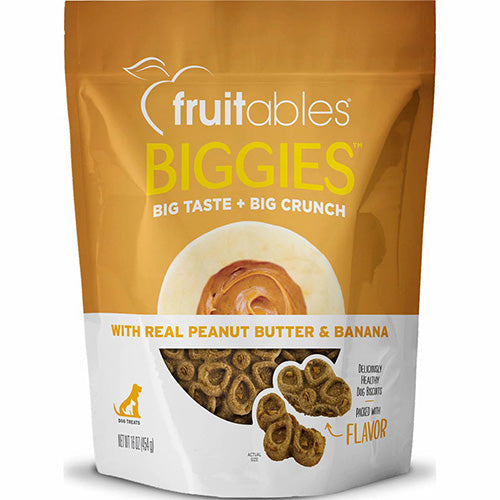 fruitables®
BIGGIES™
BIG TASTE + BIG CRUNCH
WITH REAL PEANUT BUTTER & BANANA
DELICIOUSLY
HEALTHY
DOG BISCUITS
PACKED WITH
FLAVOR
DOG TREATS
NET WT 16 OZ (454 g)
ACTUAL
SIZE